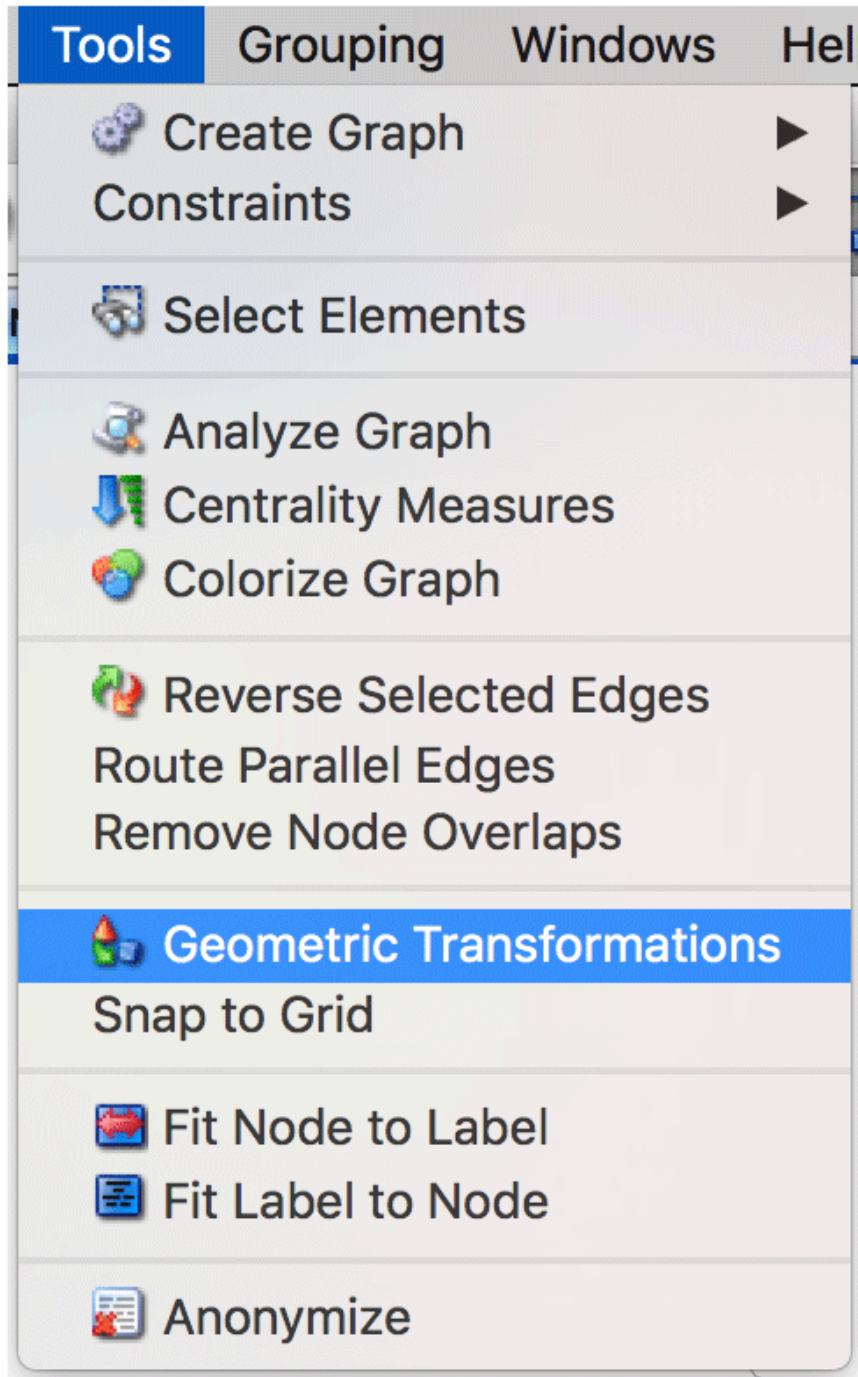 Tools Grouping Windows Hel
Create Graph
Constraints
Select Elements
Analyze Graph
Centrality Measures
Colorize Graph
Reverse Selected Edges
Route Parallel Edges
Remove Node Overlaps
Geometric Transformations
Snap to Grid
Fit Node to Label
Fit Label to Node
Anonymize